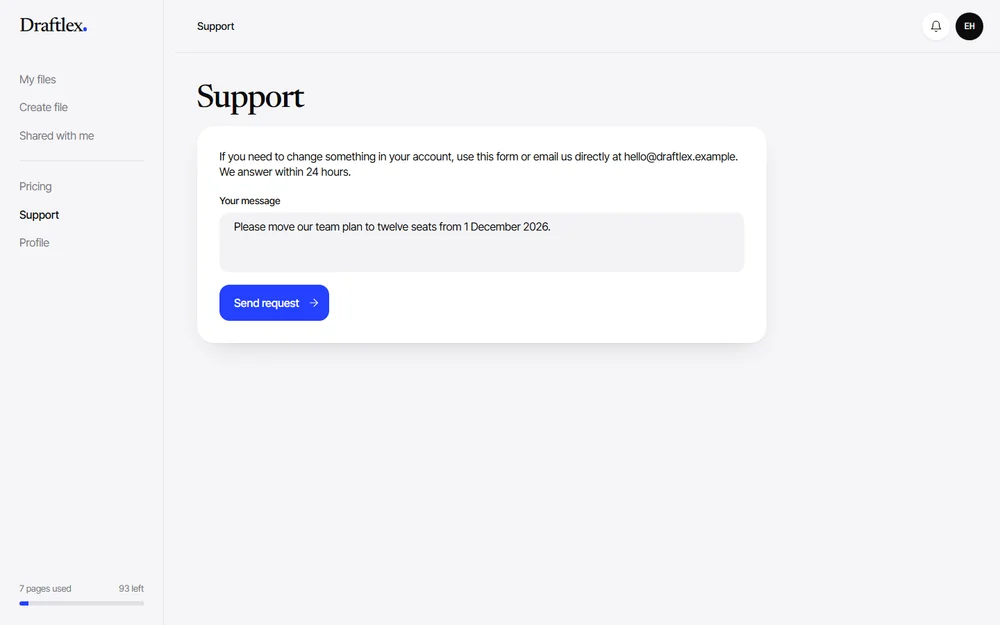 Draftlex.
Support
EH
My files
Create file
Shared with me
Pricing
Support
Profile
7 pages used
93 left
Support
If you need to change something in your account, use this form or email us directly at hello@draftlex.example.
We answer within 24 hours.
Your message
Please move our team plan to twelve seats from 1 December 2026.
Send request →